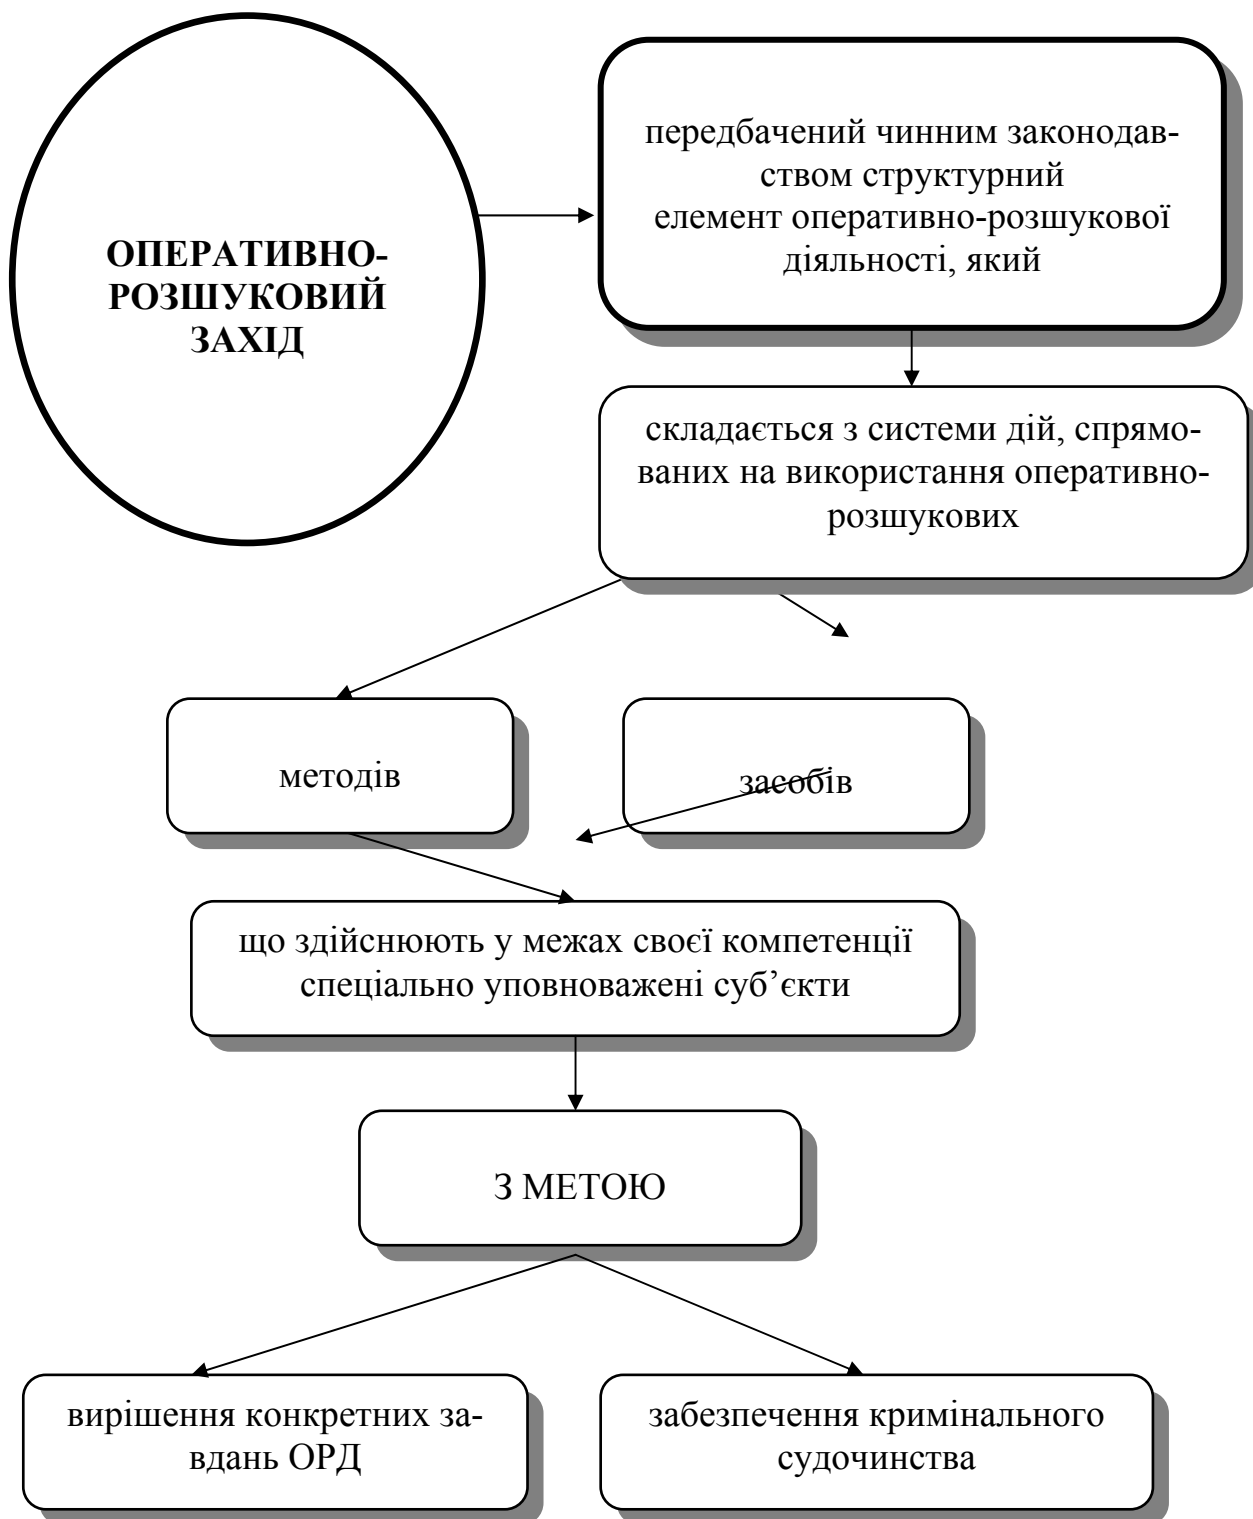 ОПЕРАТИВНО-
РОЗШУКОВИЙ
ЗАХІД
передбачений чинним законодав-
ством структурний
елемент оперативно-розшукової
діяльності, який
складається з системи дій, спрямо-
ваних на використання оперативно-
розшукових
методів
засобів
що здійснюють у межах своєї компетенції
спеціально уповноважені суб’єкти
З МЕТОЮ
вирішення конкретних за-
вдань ОРД
забезпечення кримінального
судочинства